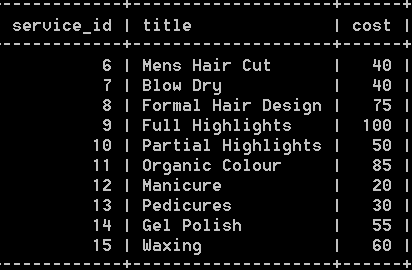 service_id | title | cost |
6 | Mens Hair Cut | 40 |
7 | Blow Dry | 40 |
8 | Formal Hair Design | 75 |
9 | Full Highlights | 100 |
10 | Partial Highlights | 50 |
11 | Organic Colour | 85 |
12 | Manicure | 20 |
13 | Pedicures | 30 |
14 | Gel Polish | 55 |
15 | Waxing | 60 |